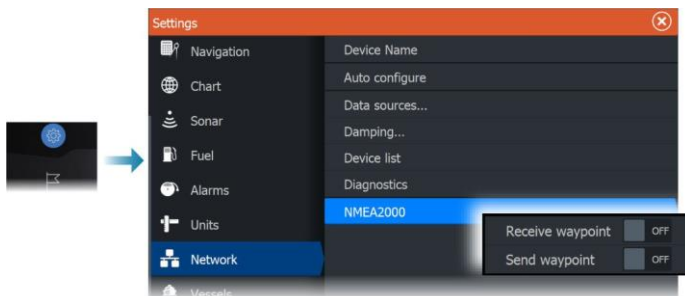 Settings
Navigation
Chart
Sonar
Fuel
Alarms
Units
Network
Vessels
Device Name
Auto configure
Data sources...
Damping...
Device list
Diagnostics
NMEA2000
Receive waypoint OFF
Send waypoint OFF